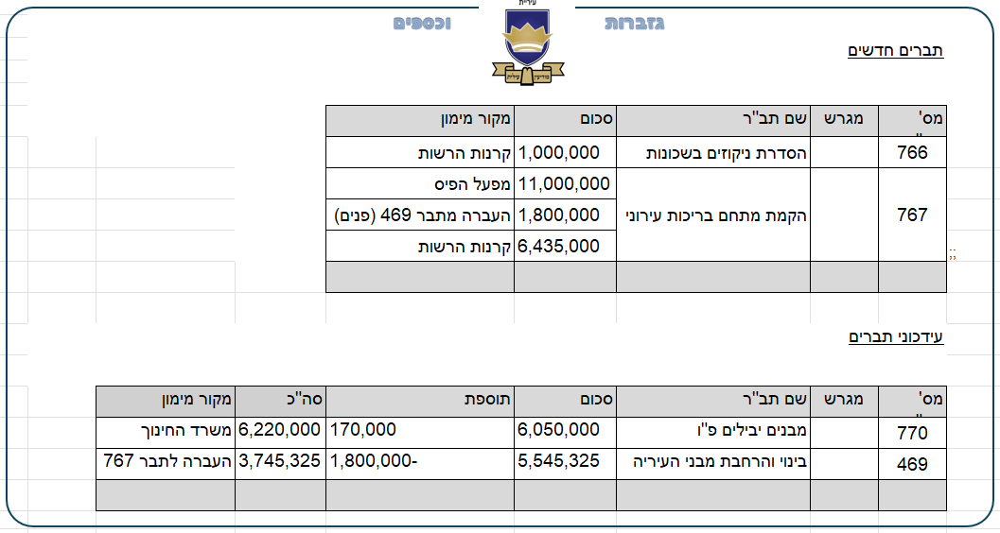 עירית
גזברות וכספים
מודיעין עילית
תברים חדשים
מס' מגרש שם תב"ר סכום מקור מימון
766 הסדרת ניקוזים בשכונות 1,000,000 קרנות הרשות
11,000,000 מפעל הפיס
767 הקמת מתחם בריכות עירוני 1,800,000 העברה מתבר 469 (פנים)
6,435,000 קרנות הרשות
;;
עידכוני תברים
מס' מגרש שם תב"ר סכום תוספת סה"כ מקור מימון
770 מבנים יבילים פ"ו 6,050,000 170,000 6,220,000 משרד החינוך
469 בינוי והרחבת מבני העיריה 5,545,325 1,800,000- 3,745,325 העברה לתבר 767